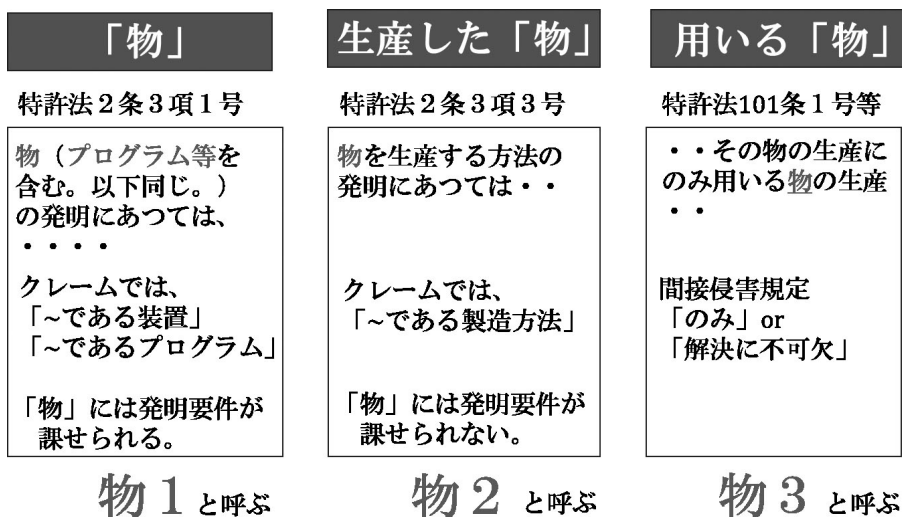 「物」
特許法２条３項１号
物（プログラム等を
含む。以下同じ。）
の発明にあつては、
・・・・
クレームでは、
「~である装置」
「~であるプログラム」
「物」には発明要件が
課せられる。
物１と呼ぶ
生産した「物」
特許法２条３項３号
物を生産する方法の
発明にあつては・・
クレームでは、
「~である製造方法」
「物」には発明要件が
課せられない。
物２と呼ぶ
用いる「物」
特許法101条１号等
・・その物の生産に
のみ用いる物の生産
・・
間接侵害規定
「のみ」or
「解決に不可欠」
物３と呼ぶ